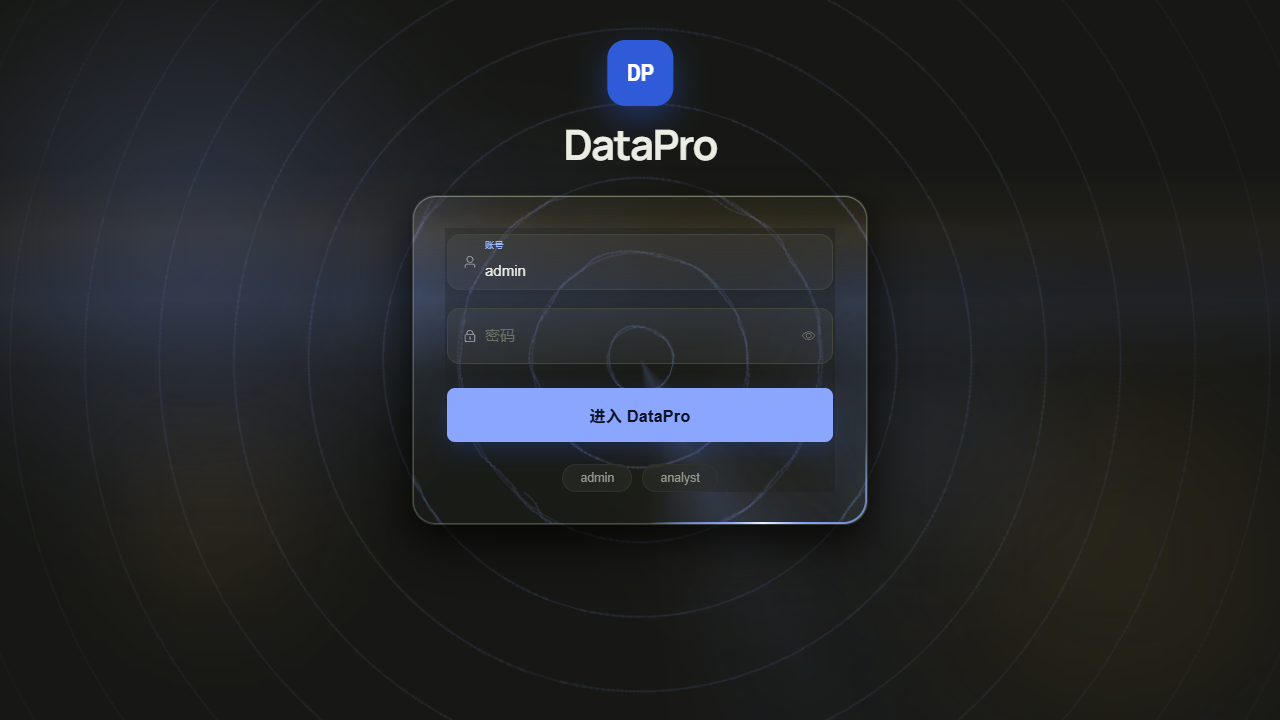 DP
DataPro
账号
admin
密码
进入 DataPro
admin
analyst